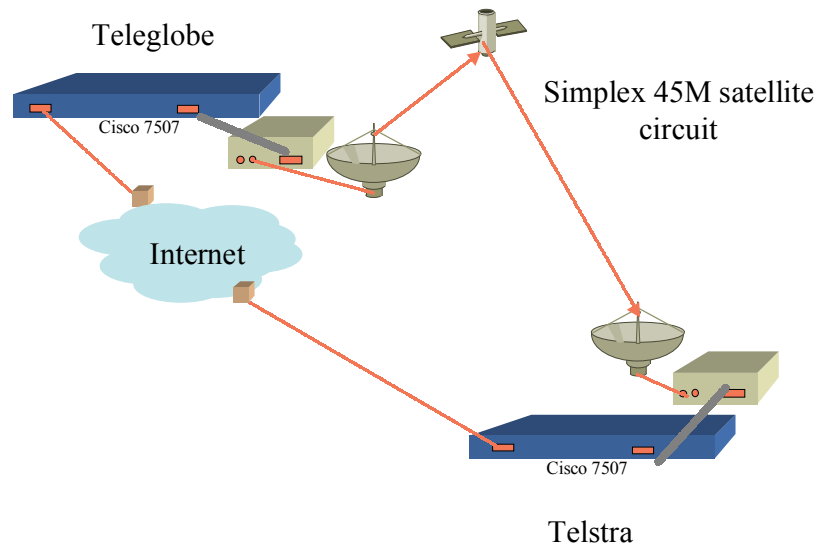 Teleglobe
Simplex 45M satellite
circuit
Cisco 7507
Internet
Cisco 7507
Telstra